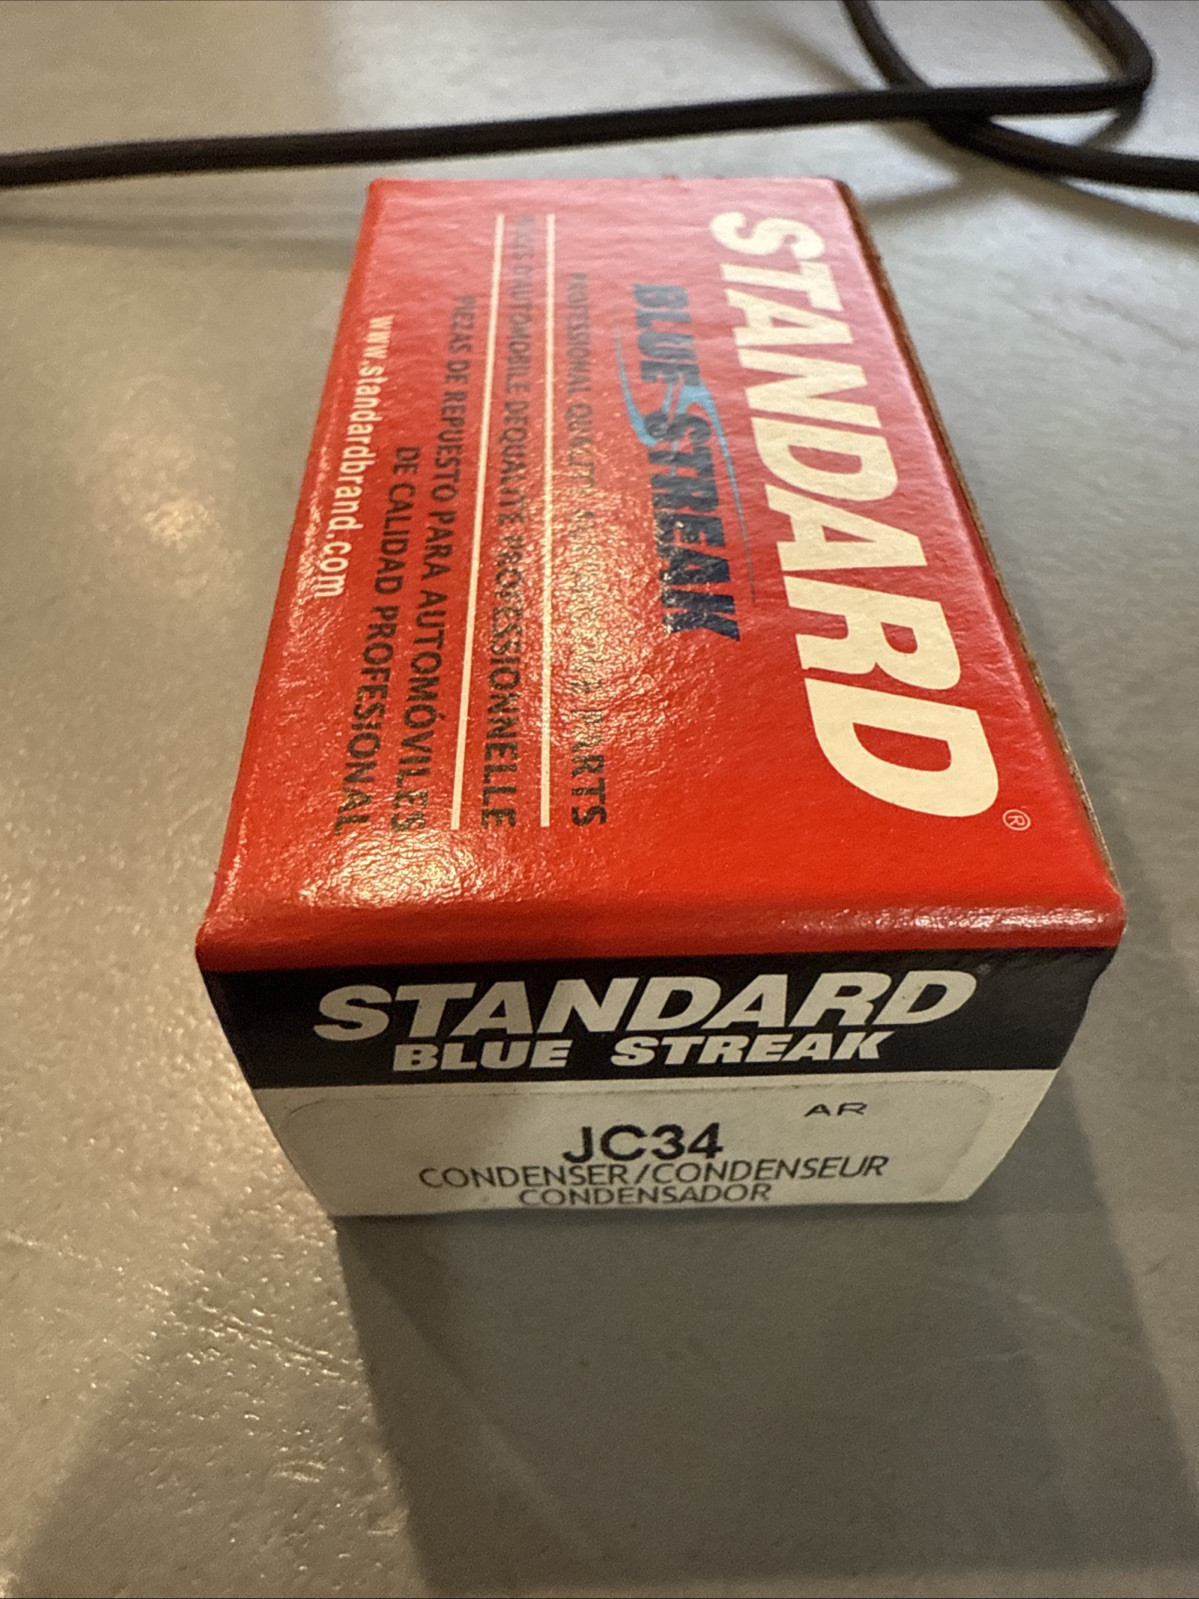 STANDARD®
BLUE STREAK
PROFESSIONAL QUALITY PARTS
D'AUTOMOBILE DE QUALITÉ PROFESSIONNELLE
PIEZAS DE REPUESTO PARA AUTOMÓVILES
DE CALIDAD PROFESIONAL
www.standardbrand.com
STANDARD®
BLUE STREAK
AR
JC34
CONDENSER/CONDENSEUR
CONDENSADOR